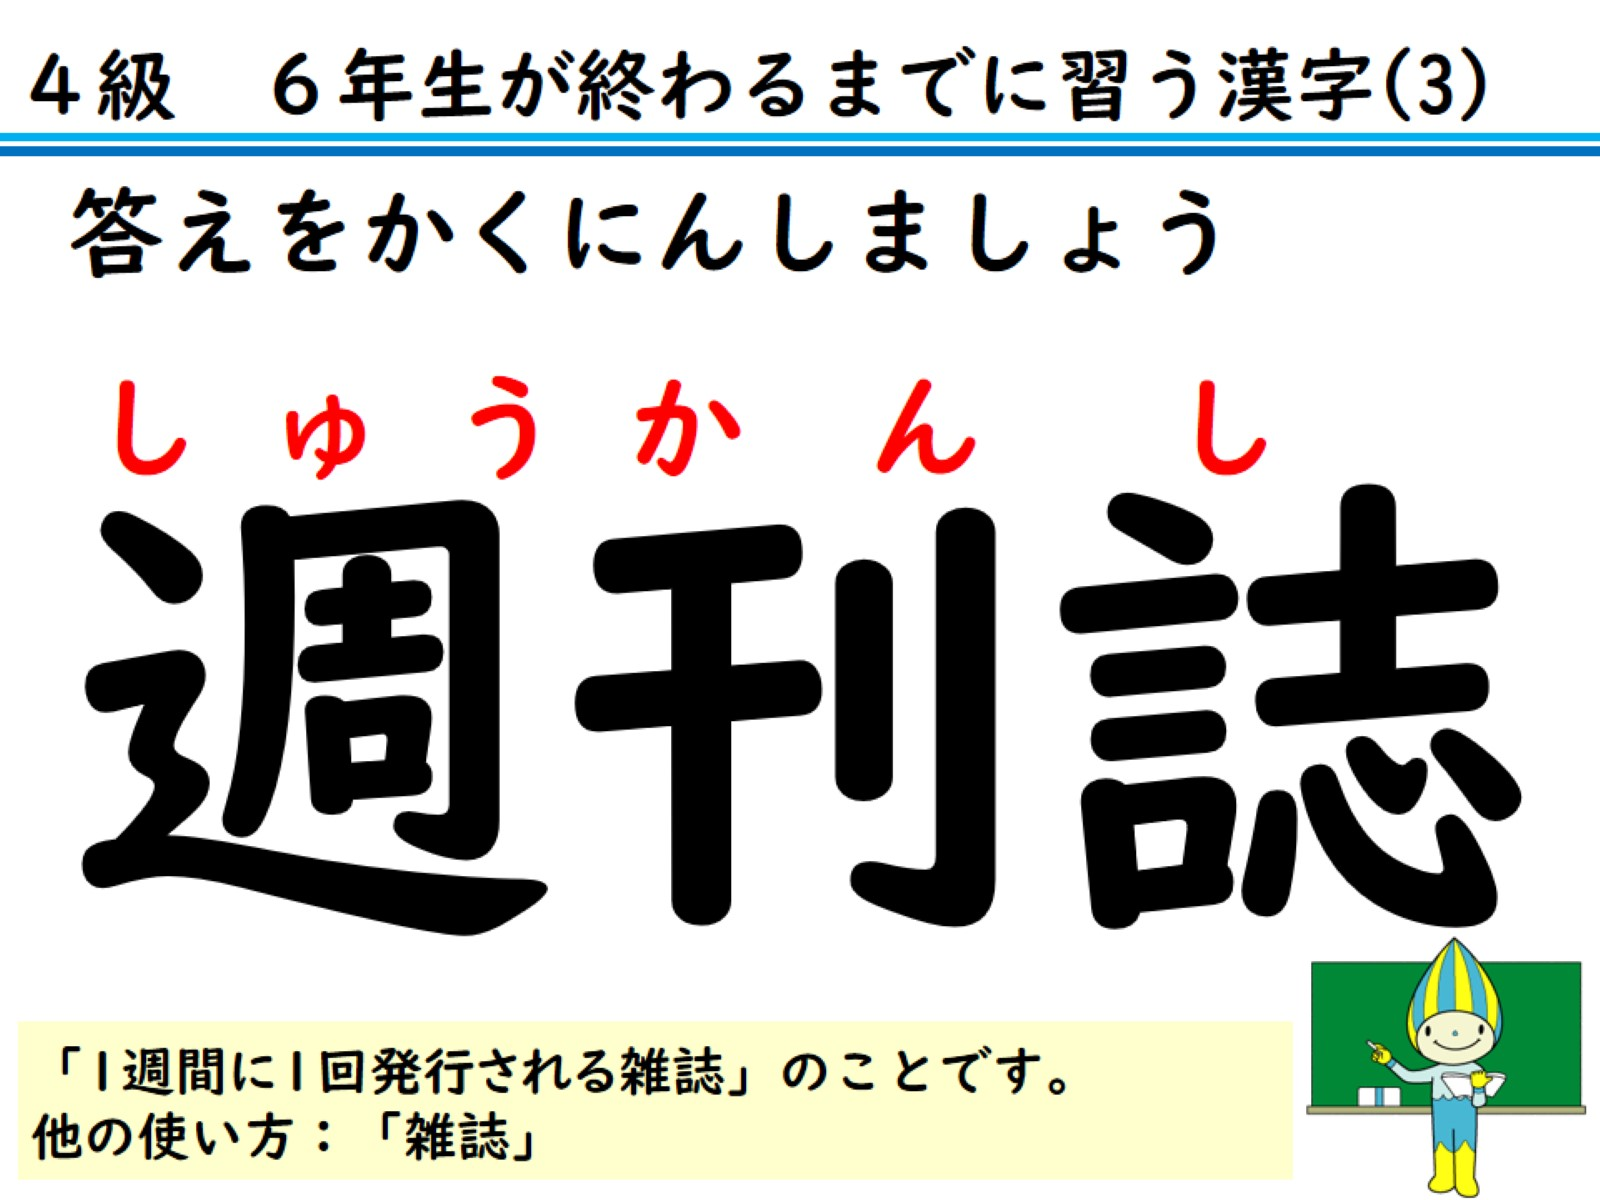 ４級　６年生が終わるまでに習う漢字(3)
答えをかくにんしましょう
しゅうかんし
週刊誌
「1週間に1回発行される雑誌」のことです。
他の使い方：「雑誌」